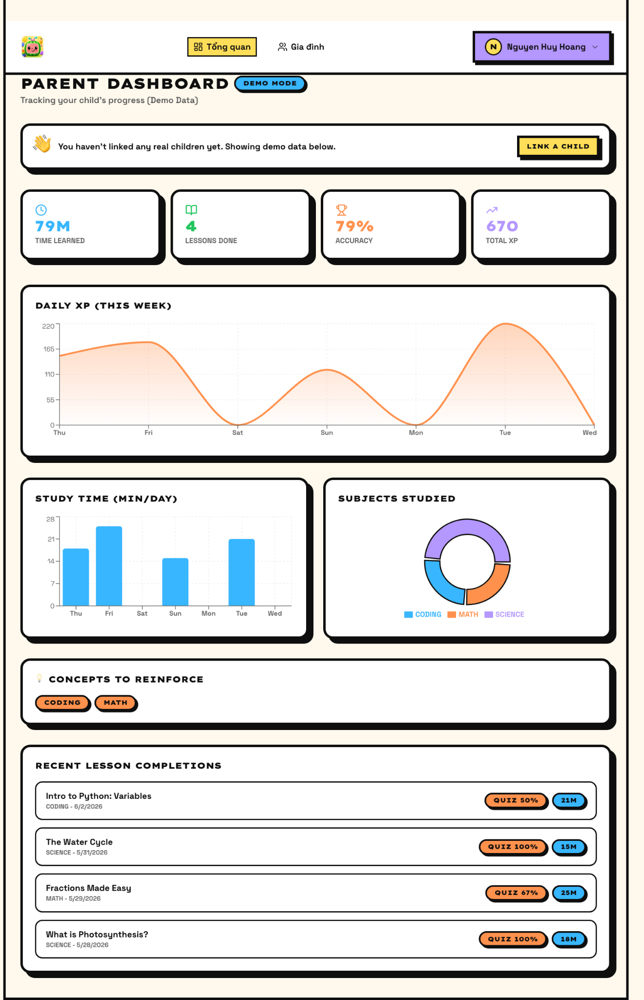 Tổng quan
Gia đình
N
Nguyen Huy Hoang
PARENT DASHBOARD
DEMO MODE
Tracking your child's progress (Demo Data)
You haven't linked any real children yet. Showing demo data below.
LINK A CHILD
79M
TIME LEARNED
4
LESSONS DONE
79%
ACCURACY
670
TOTAL XP
DAILY XP (THIS WEEK)
220
165
110
55
0
Thu Fri Sat Sun Mon Tue Wed
STUDY TIME (MIN/DAY)
28
21
14
7
0
Thu Fri Sat Sun Mon Tue Wed
SUBJECTS STUDIED
CODING MATH SCIENCE
CONCEPTS TO REINFORCE
CODING MATH
RECENT LESSON COMPLETIONS
Intro to Python: Variables
CODING - 6/2/2026
QUIZ 50% 21M
The Water Cycle
SCIENCE - 5/31/2026
QUIZ 100% 15M
Fractions Made Easy
MATH - 5/29/2026
QUIZ 67% 25M
What is Photosynthesis?
SCIENCE - 5/28/2026
QUIZ 100% 18M